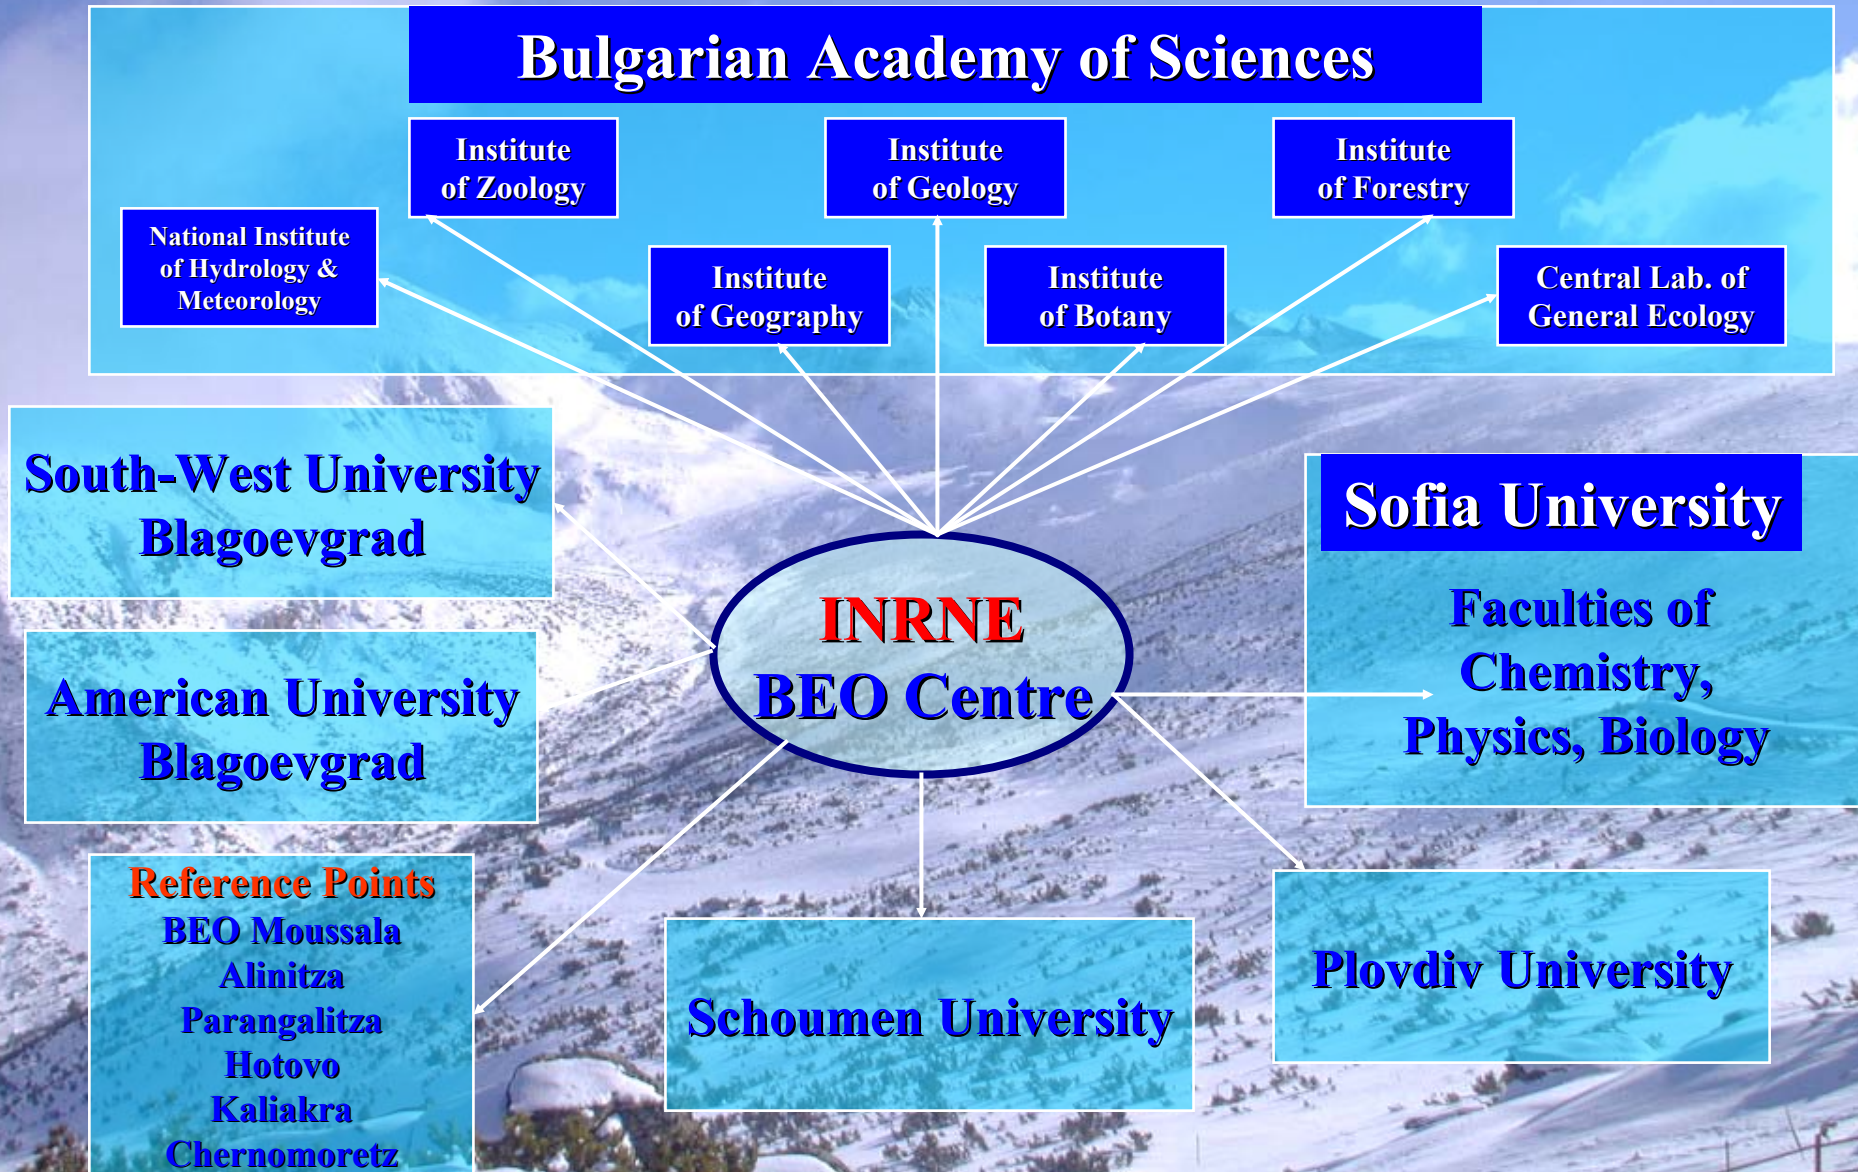 Bulgarian Academy of Sciences
Institute
of Zoology
Institute
of Geology
Institute
of Forestry
National Institute
of Hydrology &
Meteorology
Institute
of Geography
Institute
of Botany
Central Lab. of
General Ecology
South-West University
Blagoevgrad
Sofia University
Faculties of
Chemistry,
Physics, Biology
INRNE
BEO Centre
American University
Blagoevgrad
Reference Points
BEO Moussala
Alinitza
Parangalitza
Hotovo
Kaliakra
Chernomoretz
Schoumen University
Plovdiv University